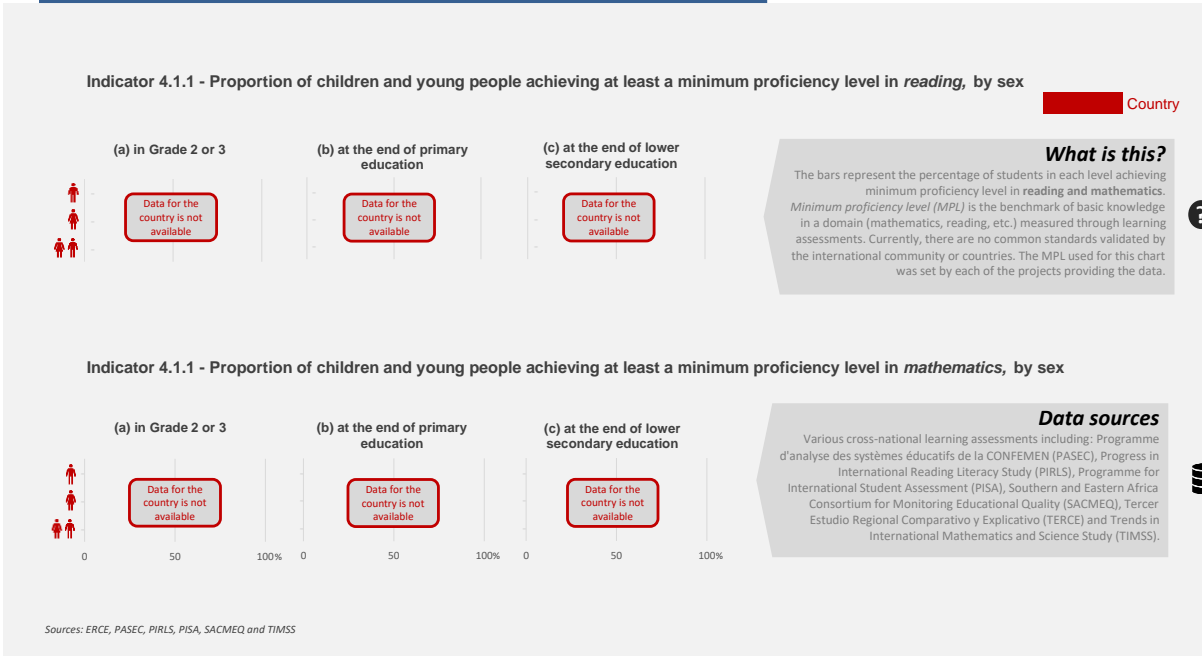 Indicator 4.1.1 - Proportion of children and young people achieving at least a minimum proficiency level in reading, by sex
Country
(a) in Grade 2 or 3
(b) at the end of primary
education
(c) at the end of lower
secondary education
Data for the
country is not
available
Data for the
country is not
available
Data for the
country is not
available
What is this?
The bars represent the percentage of students in each level achieving
minimum proficiency level in reading and mathematics.
Minimum proficiency level (MPL) is the benchmark of basic knowledge
in a domain (mathematics, reading, etc.) measured through learning
assessments. Currently, there are no common standards validated by
the international community or countries. The MPL used for this chart
was set by each of the projects providing the data.
Indicator 4.1.1 - Proportion of children and young people achieving at least a minimum proficiency level in mathematics, by sex
(a) in Grade 2 or 3
(b) at the end of primary
education
(c) at the end of lower
secondary education
Data for the
country is not
available
Data for the
country is not
available
Data for the
country is not
available
0 50 100%
0 50 100%
0 50 100%
Data sources
Various cross-national learning assessments including: Programme
d'analyse des systèmes éducatifs de la CONFEMEN (PASEC), Progress in
International Reading Literacy Study (PIRLS), Programme for
International Student Assessment (PISA), Southern and Eastern Africa
Consortium for Monitoring Educational Quality (SACMEQ), Tercer
Estudio Regional Comparativo y Explicativo (TERCE) and Trends in
International Mathematics and Science Study (TIMSS).
Sources: ERCE, PASEC, PIRLS, PISA, SACMEQ and TIMSS